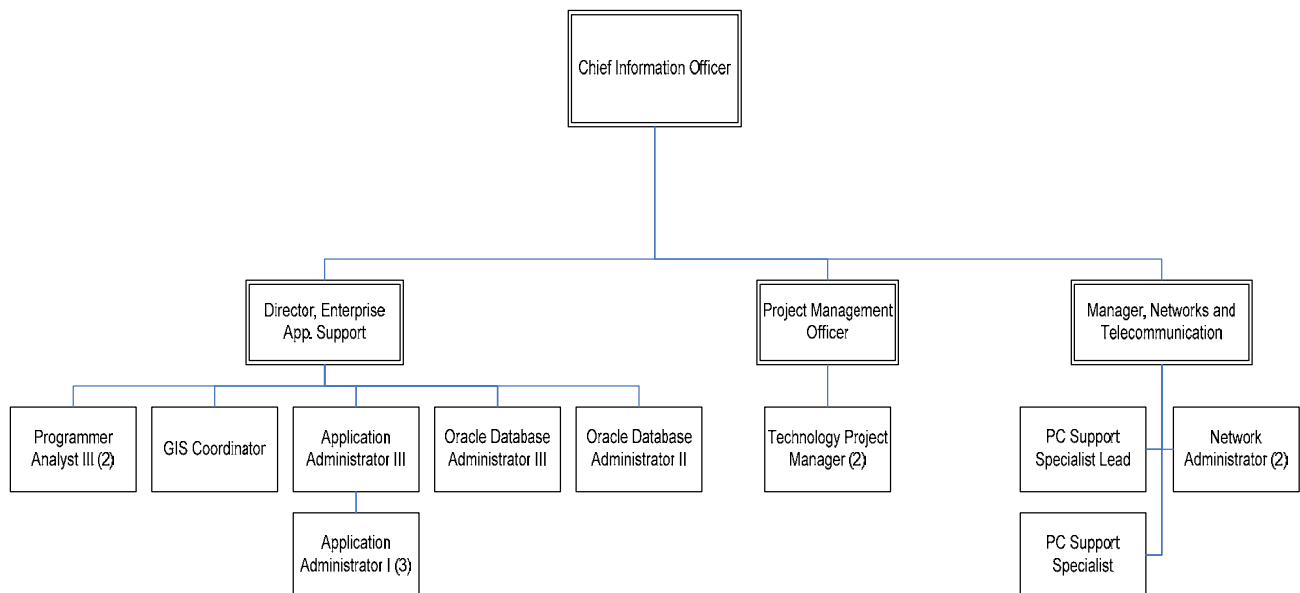 Chief Information Officer
Director, Enterprise
App. Support
Project Management
Officer
Manager, Networks and
Telecommunication
Programmer
Analyst III (2)
GIS Coordinator
Application
Administrator III
Oracle Database
Administrator III
Oracle Database
Administrator II
Technology Project
Manager (2)
PC Support
Specialist Lead
Network
Administrator (2)
Application
Administrator I (3)
PC Support
Specialist